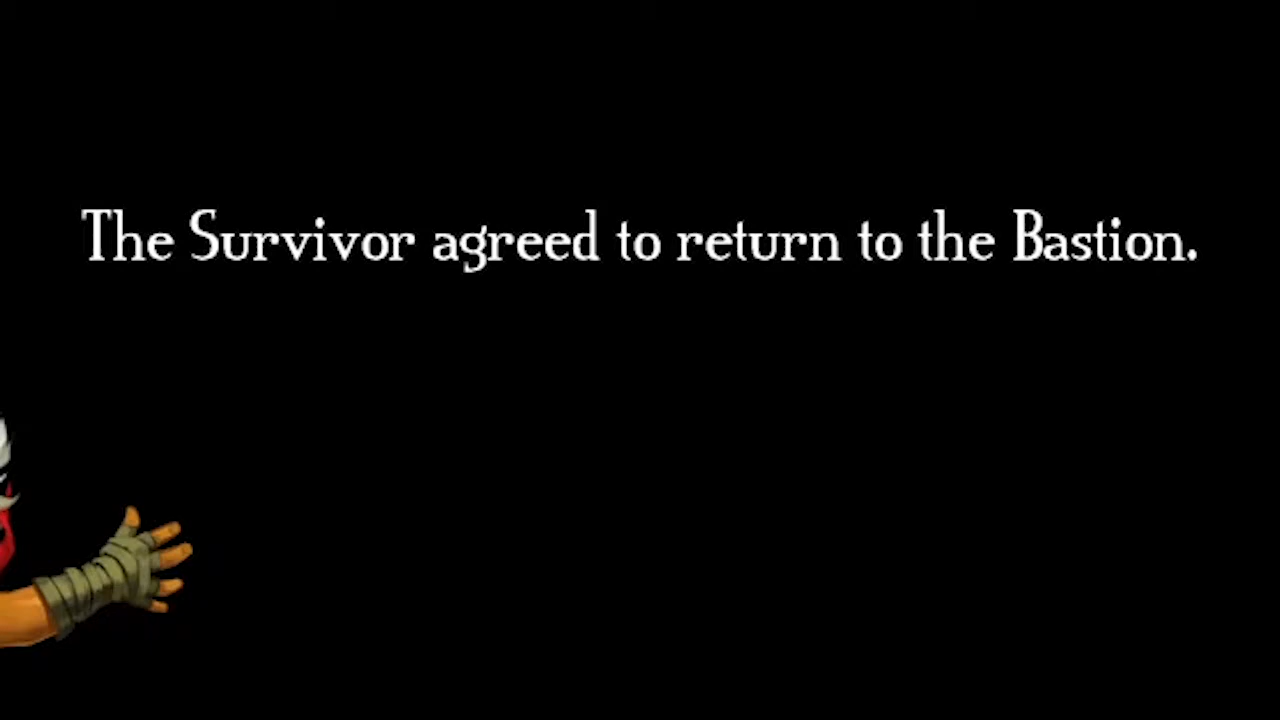 The Survivor agreed to return to the Bastion.